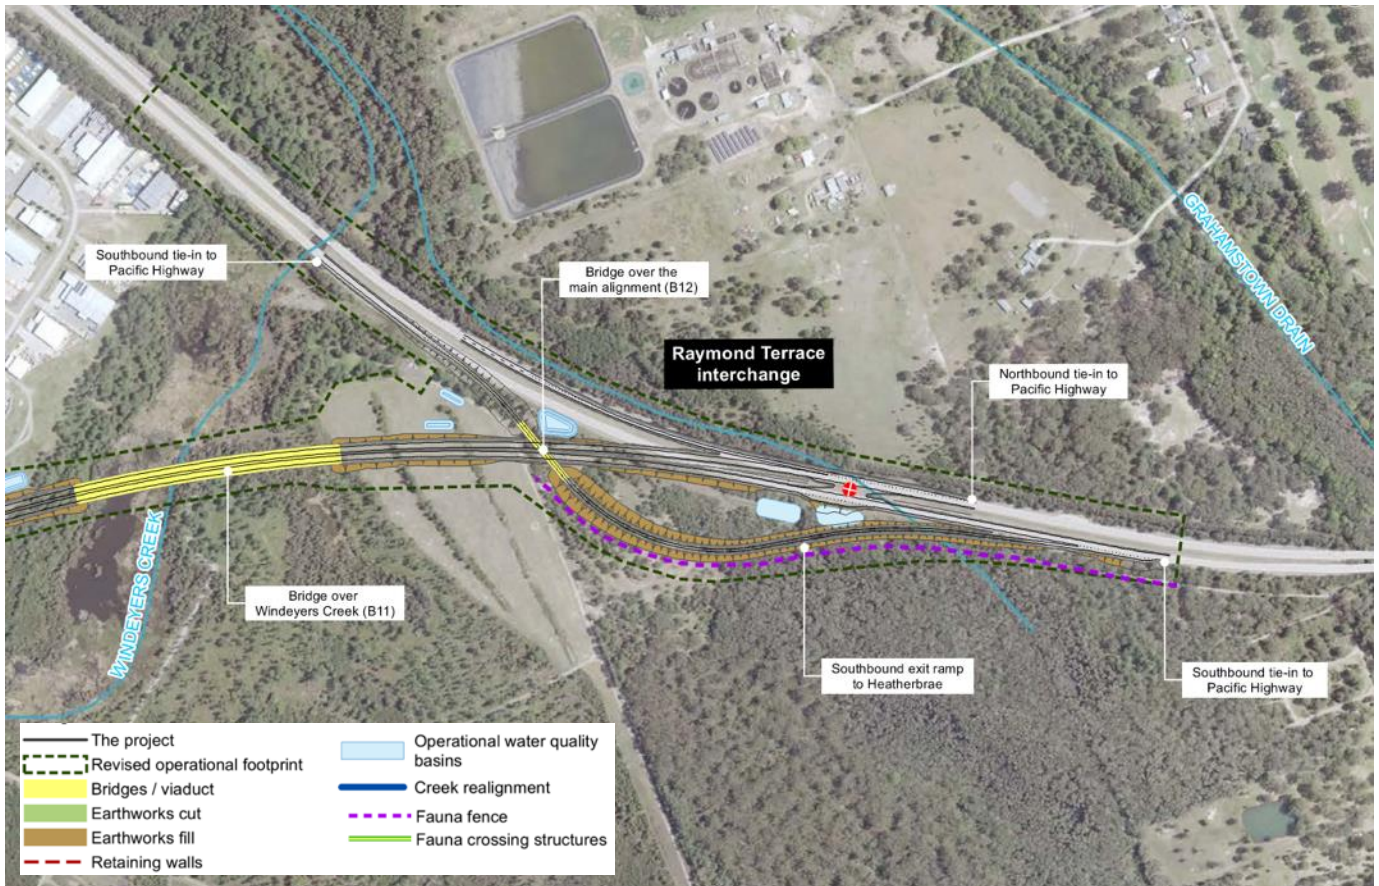 GRAHAMSTOWN DRAIN
Southbound tie-in to
Pacific Highway
Bridge over the
main alignment (B12)
Raymond Terrace
interchange
Northbound tie-in to
Pacific Highway
WINDEYERS CREEK
Bridge over
Windeyers Creek (B11)
Southbound exit ramp
to Heatherbrae
Southbound tie-in to
Pacific Highway
The project
Revised operational footprint
Bridges / viaduct
Earthworks cut
Earthworks fill
Retaining walls
Operational water quality
basins
Creek realignment
Fauna fence
Fauna crossing structures